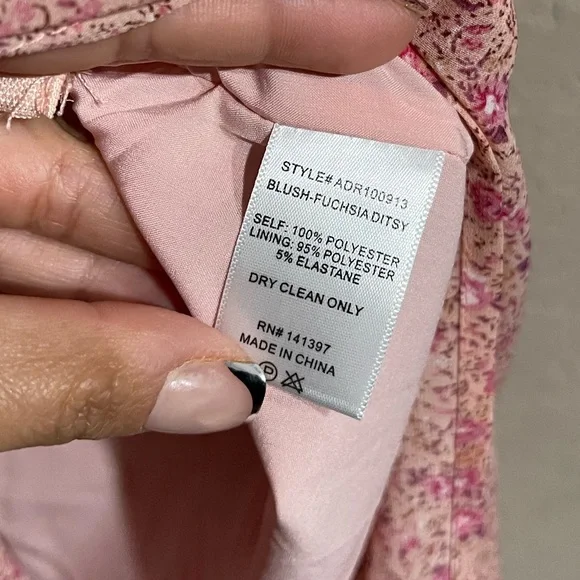 STYLE# ADR100913
BLUSH-FUCHSIA DITSY
SELF: 100% POLYESTER
LINING: 95% POLYESTER
5% ELASTANE
DRY CLEAN ONLY
RN# 141397
MADE IN CHINA
P